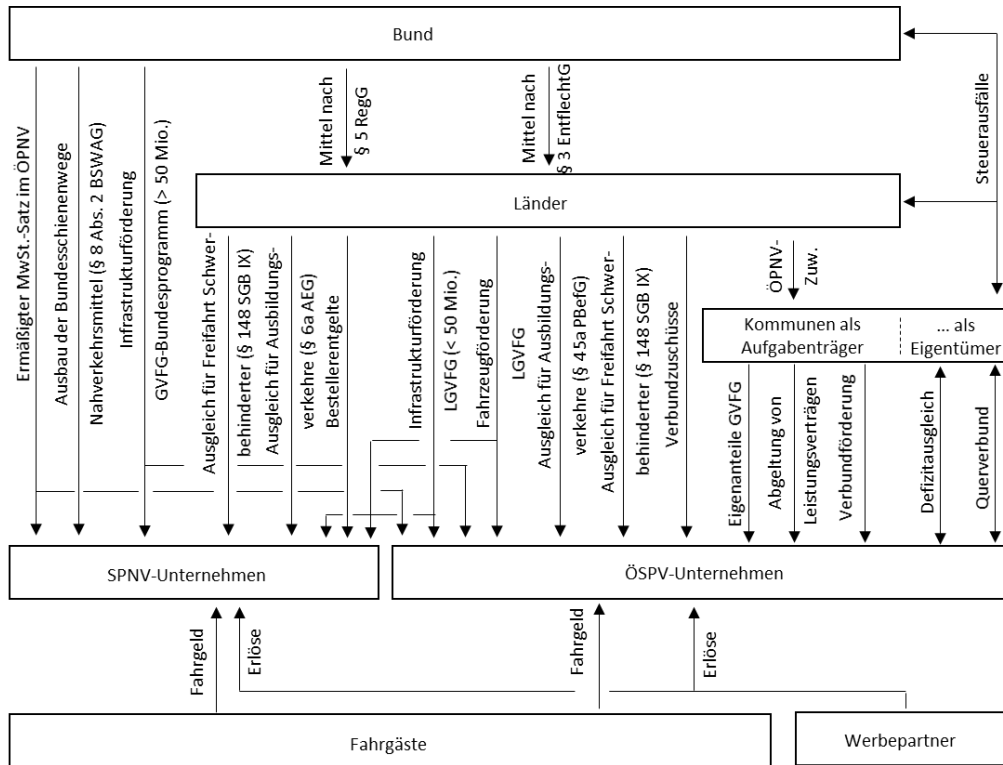 Bund
Steuerausfälle
Ermäßigter MwSt.-Satz im ÖPNV
Ausbau der Bundesschienenwege
Nahverkehrsmittel (§ 8 Abs. 2 BSWAG)
Infrastrukturförderung
GVFG-Bundesprogramm (> 50 Mio.)
Mittel nach
§ 5 RegG
Mittel nach
§ 3 EntflechtG
Länder
Ausgleich für Freifahrt Schwer-
behinderter (§ 148 SGB IX)
Ausgleich für Ausbildungs-
verkehre (§ 6a AEG)
Bestellerentgelte
Infrastrukturförderung
LGVFG (< 50 Mio.)
Fahrzeugförderung
LGVFG
Ausgleich für Ausbildungs-
verkehre (§ 45a PBefG)
Ausgleich für Freifahrt Schwer-
behinderter (§ 148 SGB IX)
Verbundzuschüsse
ÖPNV-
Zuw.
Kommunen als
Aufgabenträger
... als
Eigentümer
Eigenanteile GVFG
Abgeltung von
Leistungsverträgen
Verbundförderung
Defizitausgleich
Querverbund
SPNV-Unternehmen
ÖSPV-Unternehmen
Fahrgeld
Erlöse
Fahrgeld
Erlöse
Fahrgäste
Werbepartner